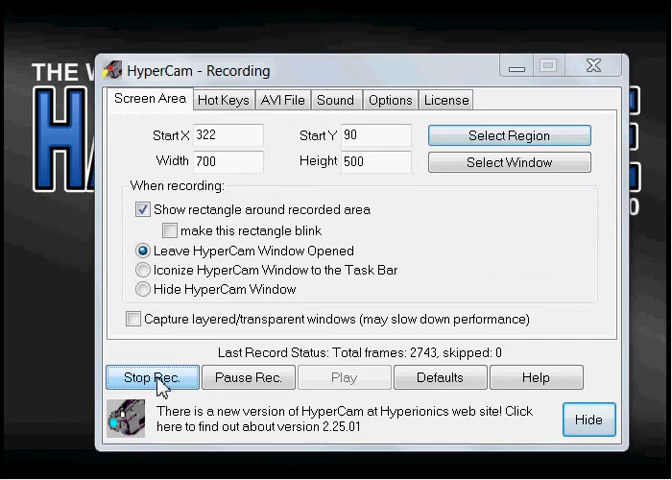 THE W
HyperCam - Recording
Screen Area Hot Keys AVI File Sound Options License
Start X 322 Start Y 90 Select Region
Width 700 Height 500 Select Window
When recording:
Show rectangle around recorded area
make this rectangle blink
Leave HyperCam Window Opened
Iconize HyperCam Window to the Task Bar
Hide HyperCam Window
Capture layered/transparent windows (may slow down performance)
Last Record Status: Total frames: 2743, skipped: 0
Stop Rec. Pause Rec. Play Defaults Help
There is a new version of HyperCam at Hyperionics web site! Click
here to find out about version 2.25.01
Hide